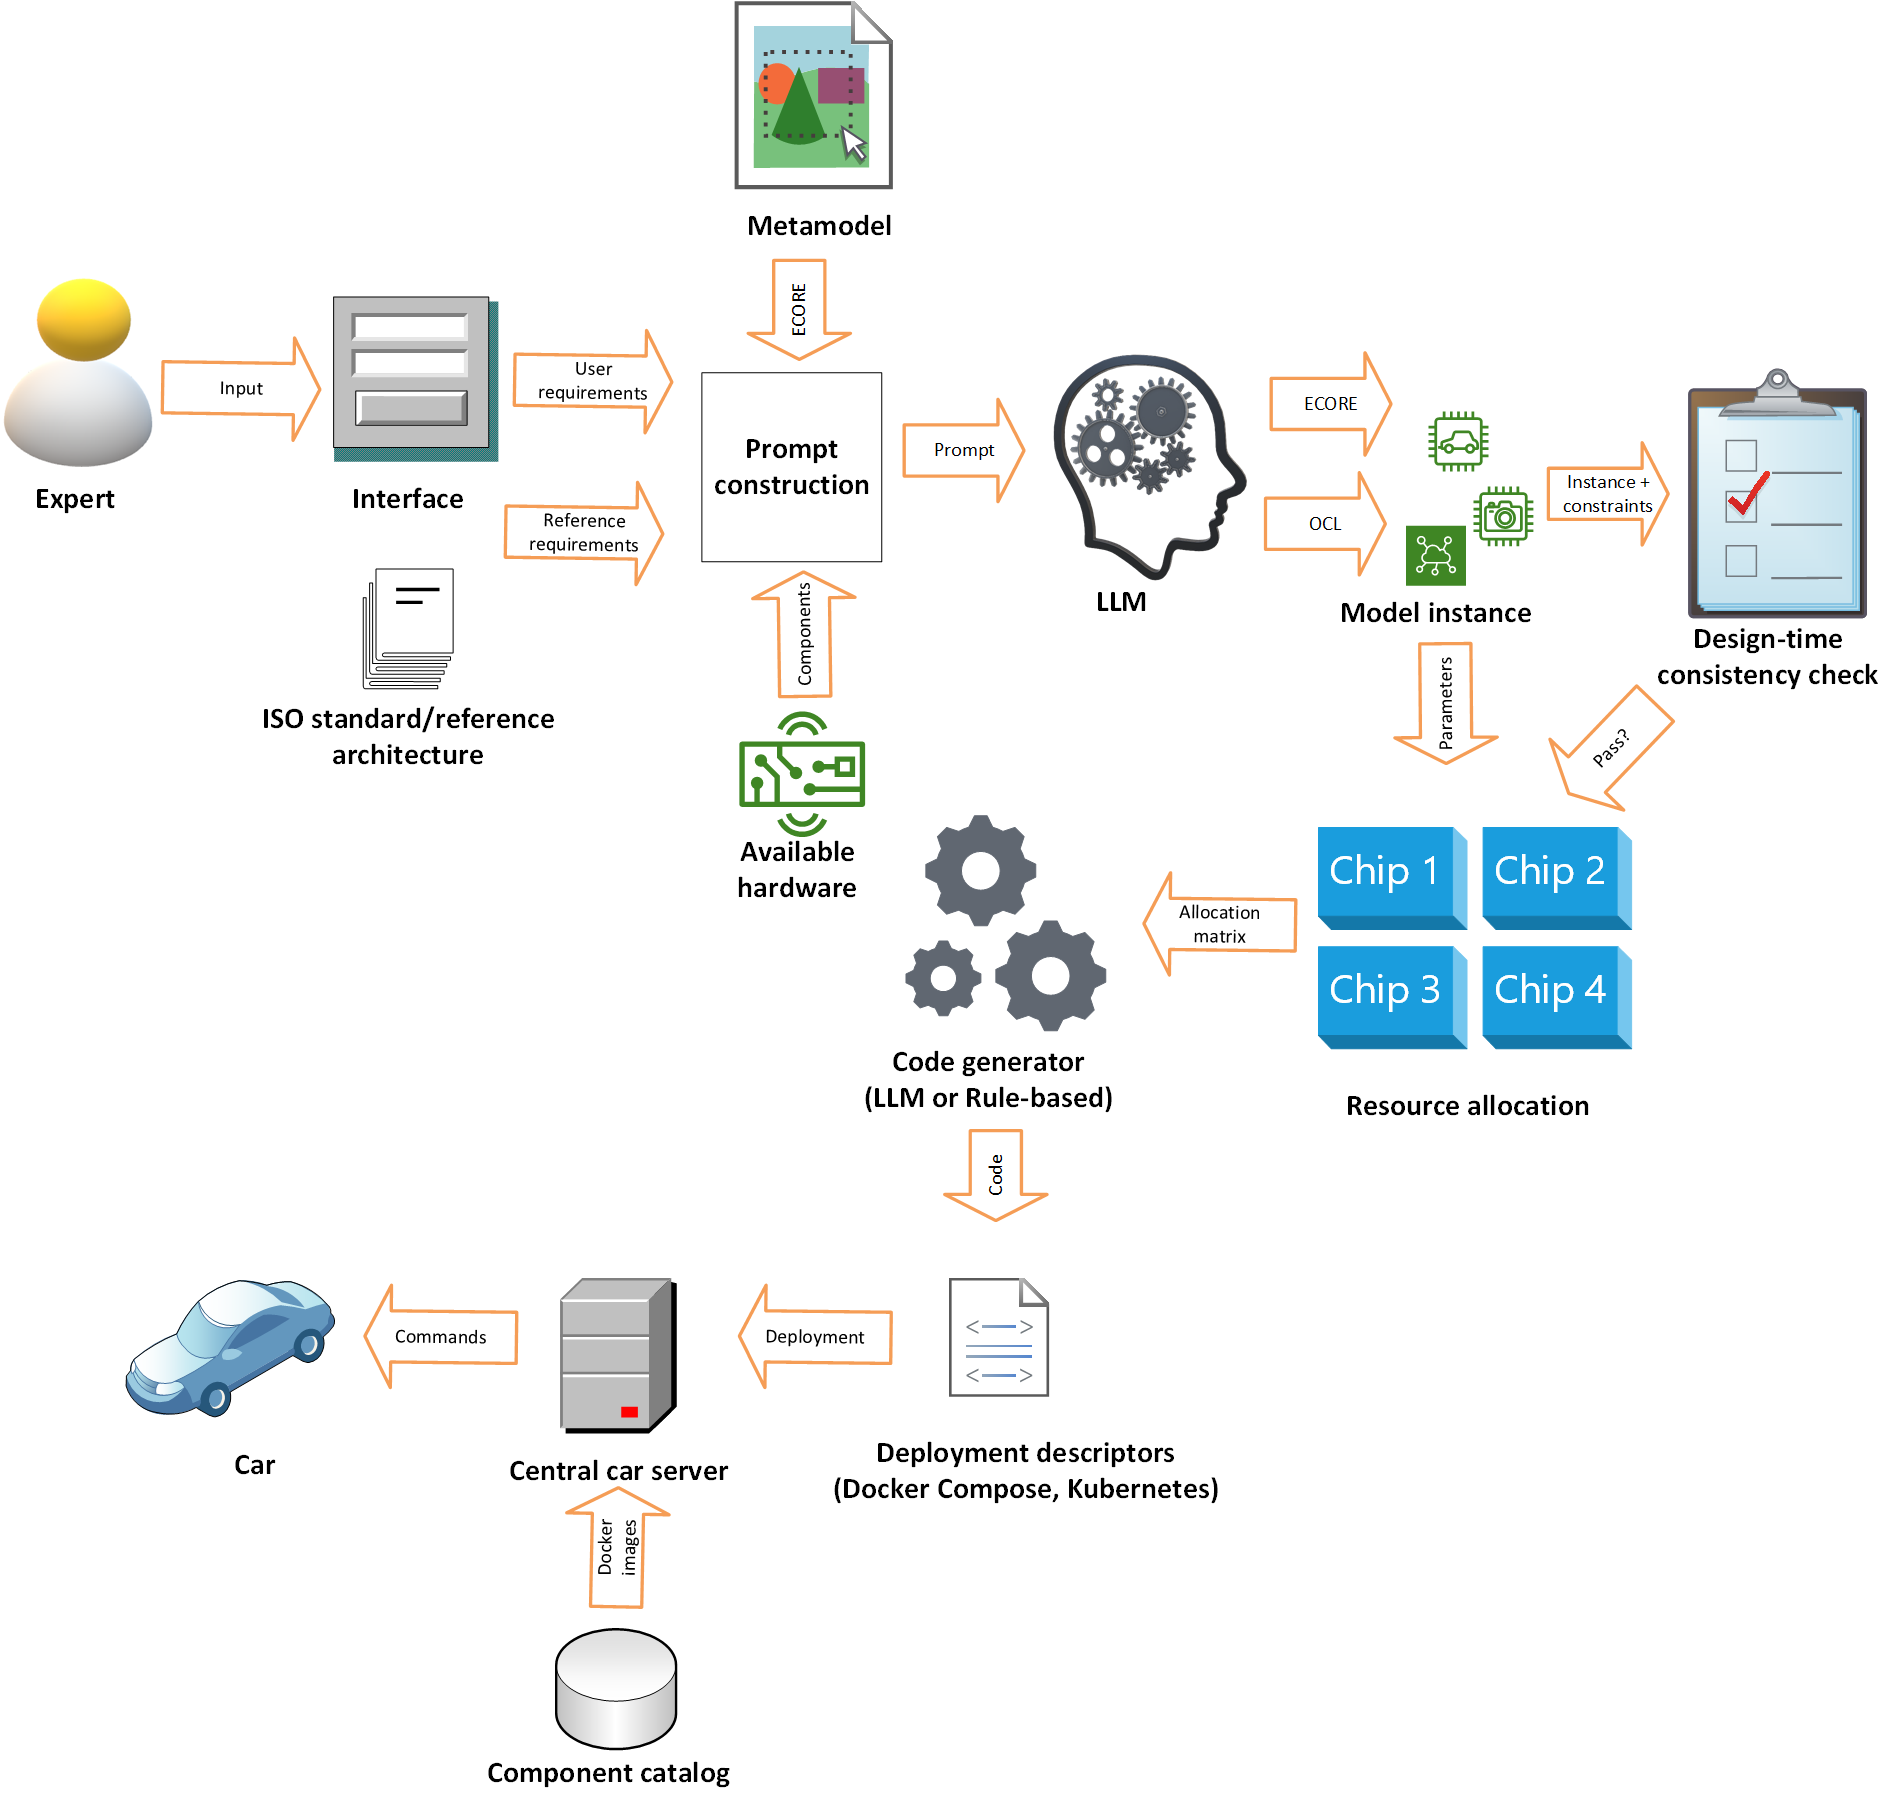 Metamodel
ECORE
Input
User
requirements
Expert
Interface
Reference
requirements
Prompt
construction
Prompt
LLM
ECORE
OCL
Model instance
Instance +
constraints
Design-time
consistency check
ISO standard/reference
architecture
Components
Available
hardware
Parameters
Pass?
Chip 1
Chip 2
Chip 3
Chip 4
Resource allocation
Allocation
matrix
Code generator
(LLM or Rule-based)
Code
Deployment descriptors
(Docker Compose, Kubernetes)
Deployment
Central car server
Commands
Car
Docker
images
Component catalog